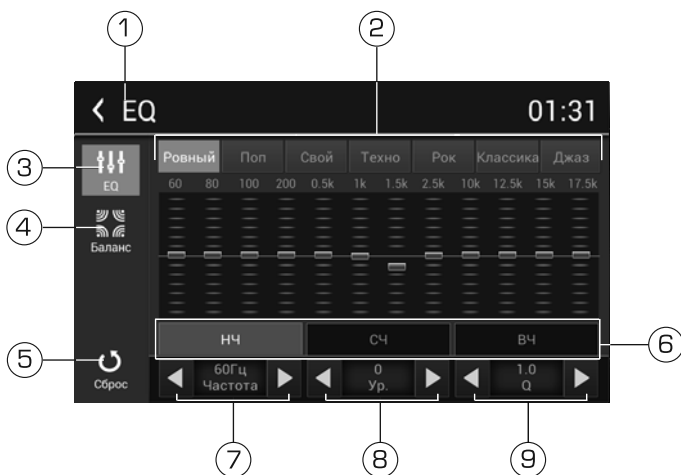 1 2
EQ 01:31
3 Ровный Поп Свой Техно Рок Классика Джаз
EQ 60 80 100 200 0.5k 1k 1.5k 2.5k 10k 12.5k 15k 17.5k
4
Баланс
НЧ СЧ ВЧ 6
5
Сброс
60Гц 0 1.0
Частота Ур. Q
7 8 9